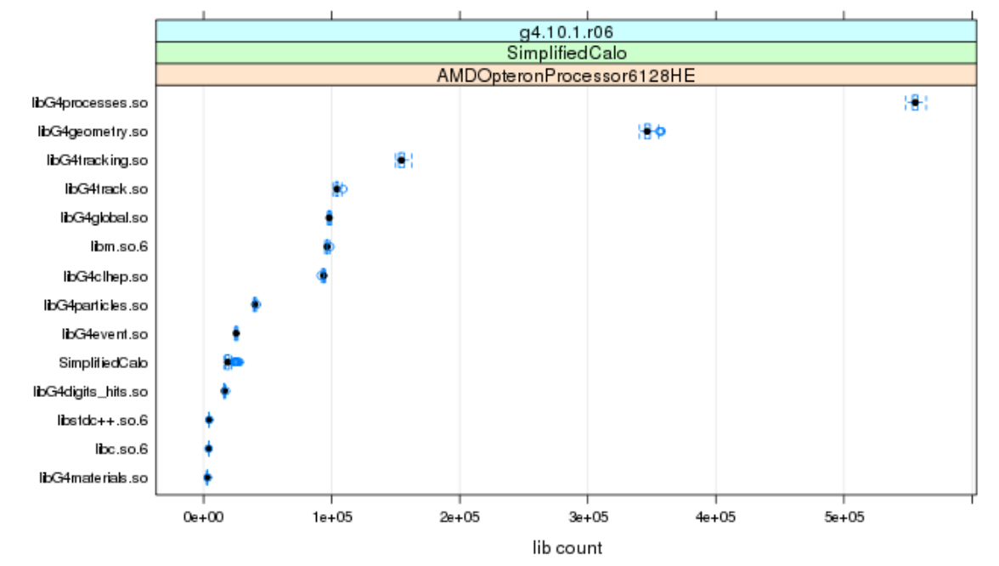 g4.10.1.r06
SimplifiedCalo
AMDOpteronProcessor6128HE
libG4processes.so
libG4geometry.so
libG4tracking.so
libG4track.so
libG4global.so
libm.so.6
libG4clhep.so
libG4particles.so
libG4event.so
SimplifiedCalo
libG4digits_hits.so
libstdc++.so.6
libc.so.6
libG4materials.so
0e+00 1e+05 2e+05 3e+05 4e+05 5e+05
lib count